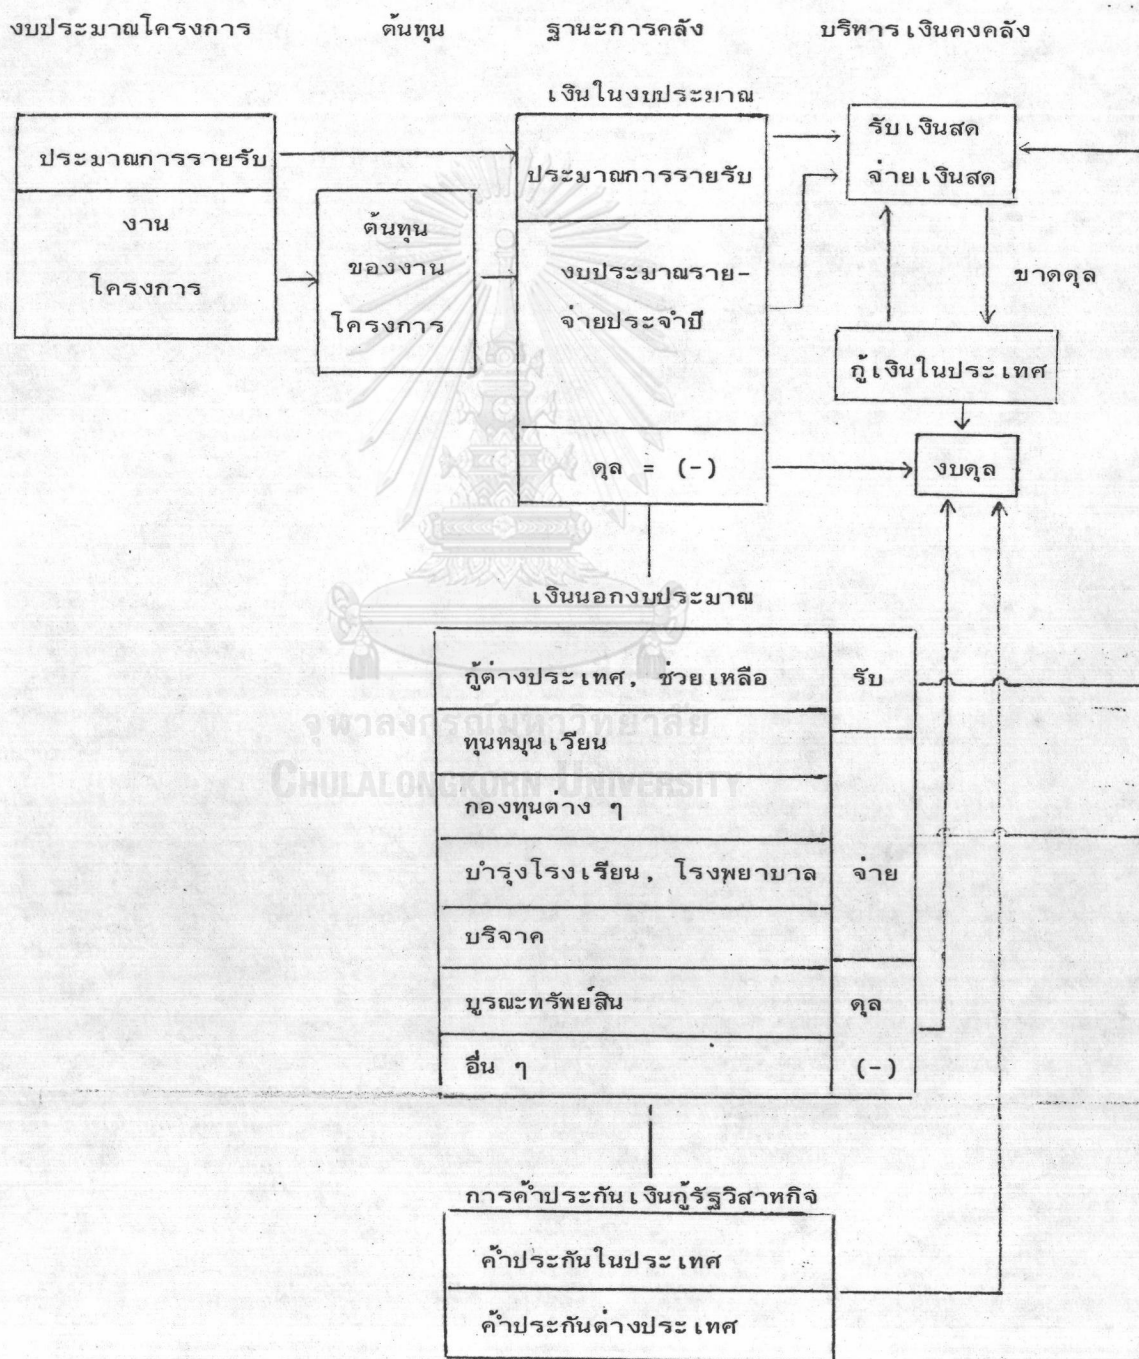 งบประมาณโครงการ ต้นทุน ฐานะการคลัง บริหารเงินคงคลัง
เงินในงบประมาณ
ประมาณการรายรับ
งาน
โครงการ
ต้นทุน
ของงาน
โครงการ
ประมาณการรายรับ
งบประมาณราย-
จ่ายประจำปี
ดุล = (-)
รับเงินสด
จ่ายเงินสด
ขาดดุล
กู้เงินในประเทศ
งบดุล
เงินนอกงบประมาณ
กู้ต่างประเทศ, ช่วยเหลือ
ทุนหมุนเวียน
กองทุนต่าง ๆ
บำรุงโรงเรียน, โรงพยาบาล
บริจาค
บูรณะทรัพย์สิน
อื่น ๆ
รับ
จ่าย
ดุล
(-)
จุฬาลงกรณ์มหาวิทยาลัย
CHULALONGKORN UNIVERSITY
การค้ำประกันเงินกู้รัฐวิสาหกิจ
ค้ำประกันในประเทศ
ค้ำประกันต่างประเทศ